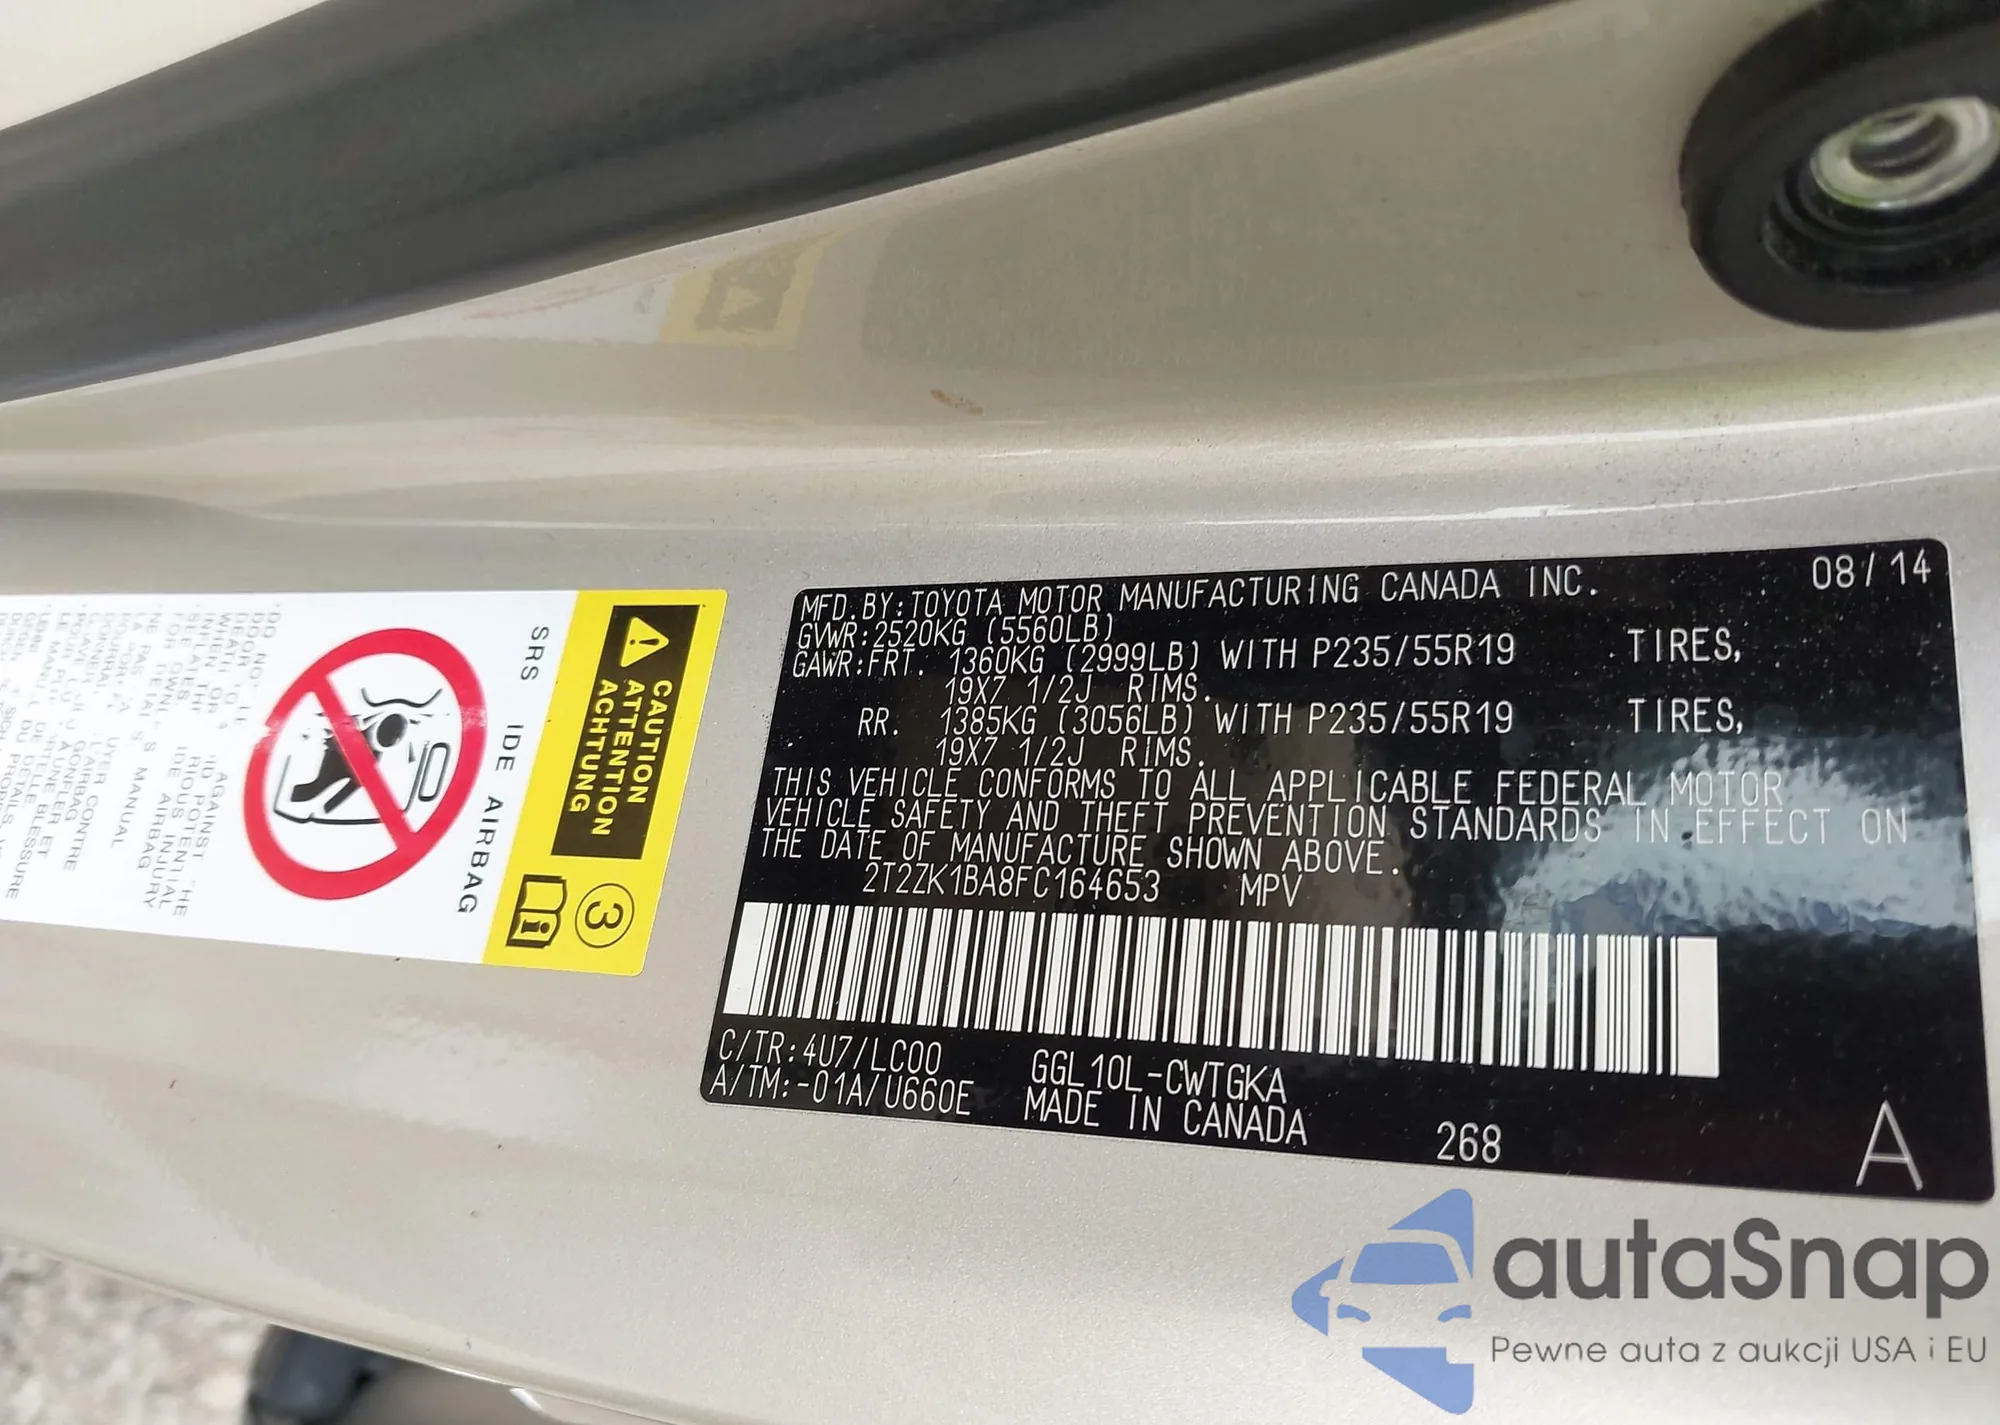 MFD. BY: TOYOTA MOTOR MANUFACTURING CANADA INC. 08/14
GVWR: 2520KG (5560LB)
GAWR: FRT. 1360KG (2999LB) WITH P235/55R19 TIRES,
19X7 1/2J RIMS.
RR. 1385KG (3056LB) WITH P235/55R19 TIRES,
19X7 1/2J RIMS.
THIS VEHICLE CONFORMS TO ALL APPLICABLE FEDERAL MOTOR
VEHICLE SAFETY AND THEFT PREVENTION STANDARDS IN EFFECT ON
THE DATE OF MANUFACTURE SHOWN ABOVE.
2T2ZK1BA8FC164653 MPV
C/TR: 4U7/LC00 GGL10L-CWTGKA
A/TM: -01A/U660E MADE IN CANADA 268 A
CAUTION
ATTENTION
ACHTUNG
3
i
SRS IDE AIRBAG
MANUAL
autaSnap
Pewne auta z aukcji USA i EU